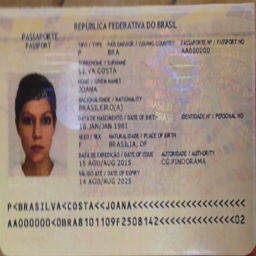 REPÚBLICA FEDERATIVA DO BRASIL
PASSAPORTE
PASSPORT
TIPO / TYPE PAÍS EMISSOR / ISSUING COUNTRY PASSAPORTE Nº / PASSPORT NO
P BRA AA000000
SOBRENOME / SURNAME
SILVA COSTA
NOME / GIVEN NAMES
JOANA
NACIONALIDADE / NATIONALITY
BRASILEIRO(A)
DATA DE NASCIMENTO / DATE OF BIRTH IDENTIDADE Nº / PERSONAL NO
10 JAN/JAN 1981
SEXO / SEX NATURALIDADE / PLACE OF BIRTH
F BRASÍLIA, DF
DATA DE EXPEDIÇÃO / DATE OF ISSUE AUTORIDADE / AUTHORITY
15 AGO/AUG 2015 CG PINDORAMA
VÁLIDO ATÉ / DATE OF EXPIRY
14 AGO/AUG 2025
P<BRASILVA<COSTA<<JOANA<<<<<<<<<<<<<<<<<<<<<
AA000000<0BRA8101109F2508142<<<<<<<<<<<<<<02